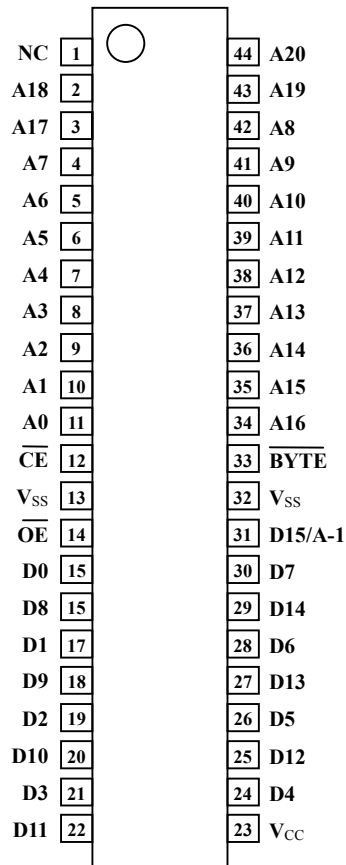 NC 1 44 A20
A18 2 43 A19
A17 3 42 A8
A7 4 41 A9
A6 5 40 A10
A5 6 39 A11
A4 7 38 A12
A3 8 37 A13
A2 9 36 A14
A1 10 35 A15
A0 11 34 A16
C̅E̅ 12 33 B̅Y̅T̅E̅
VSS 13 32 VSS
O̅E̅ 14 31 D15/A-1
D0 15 30 D7
D8 15 29 D14
D1 17 28 D6
D9 18 27 D13
D2 19 26 D5
D10 20 25 D12
D3 21 24 D4
D11 22 23 VCC